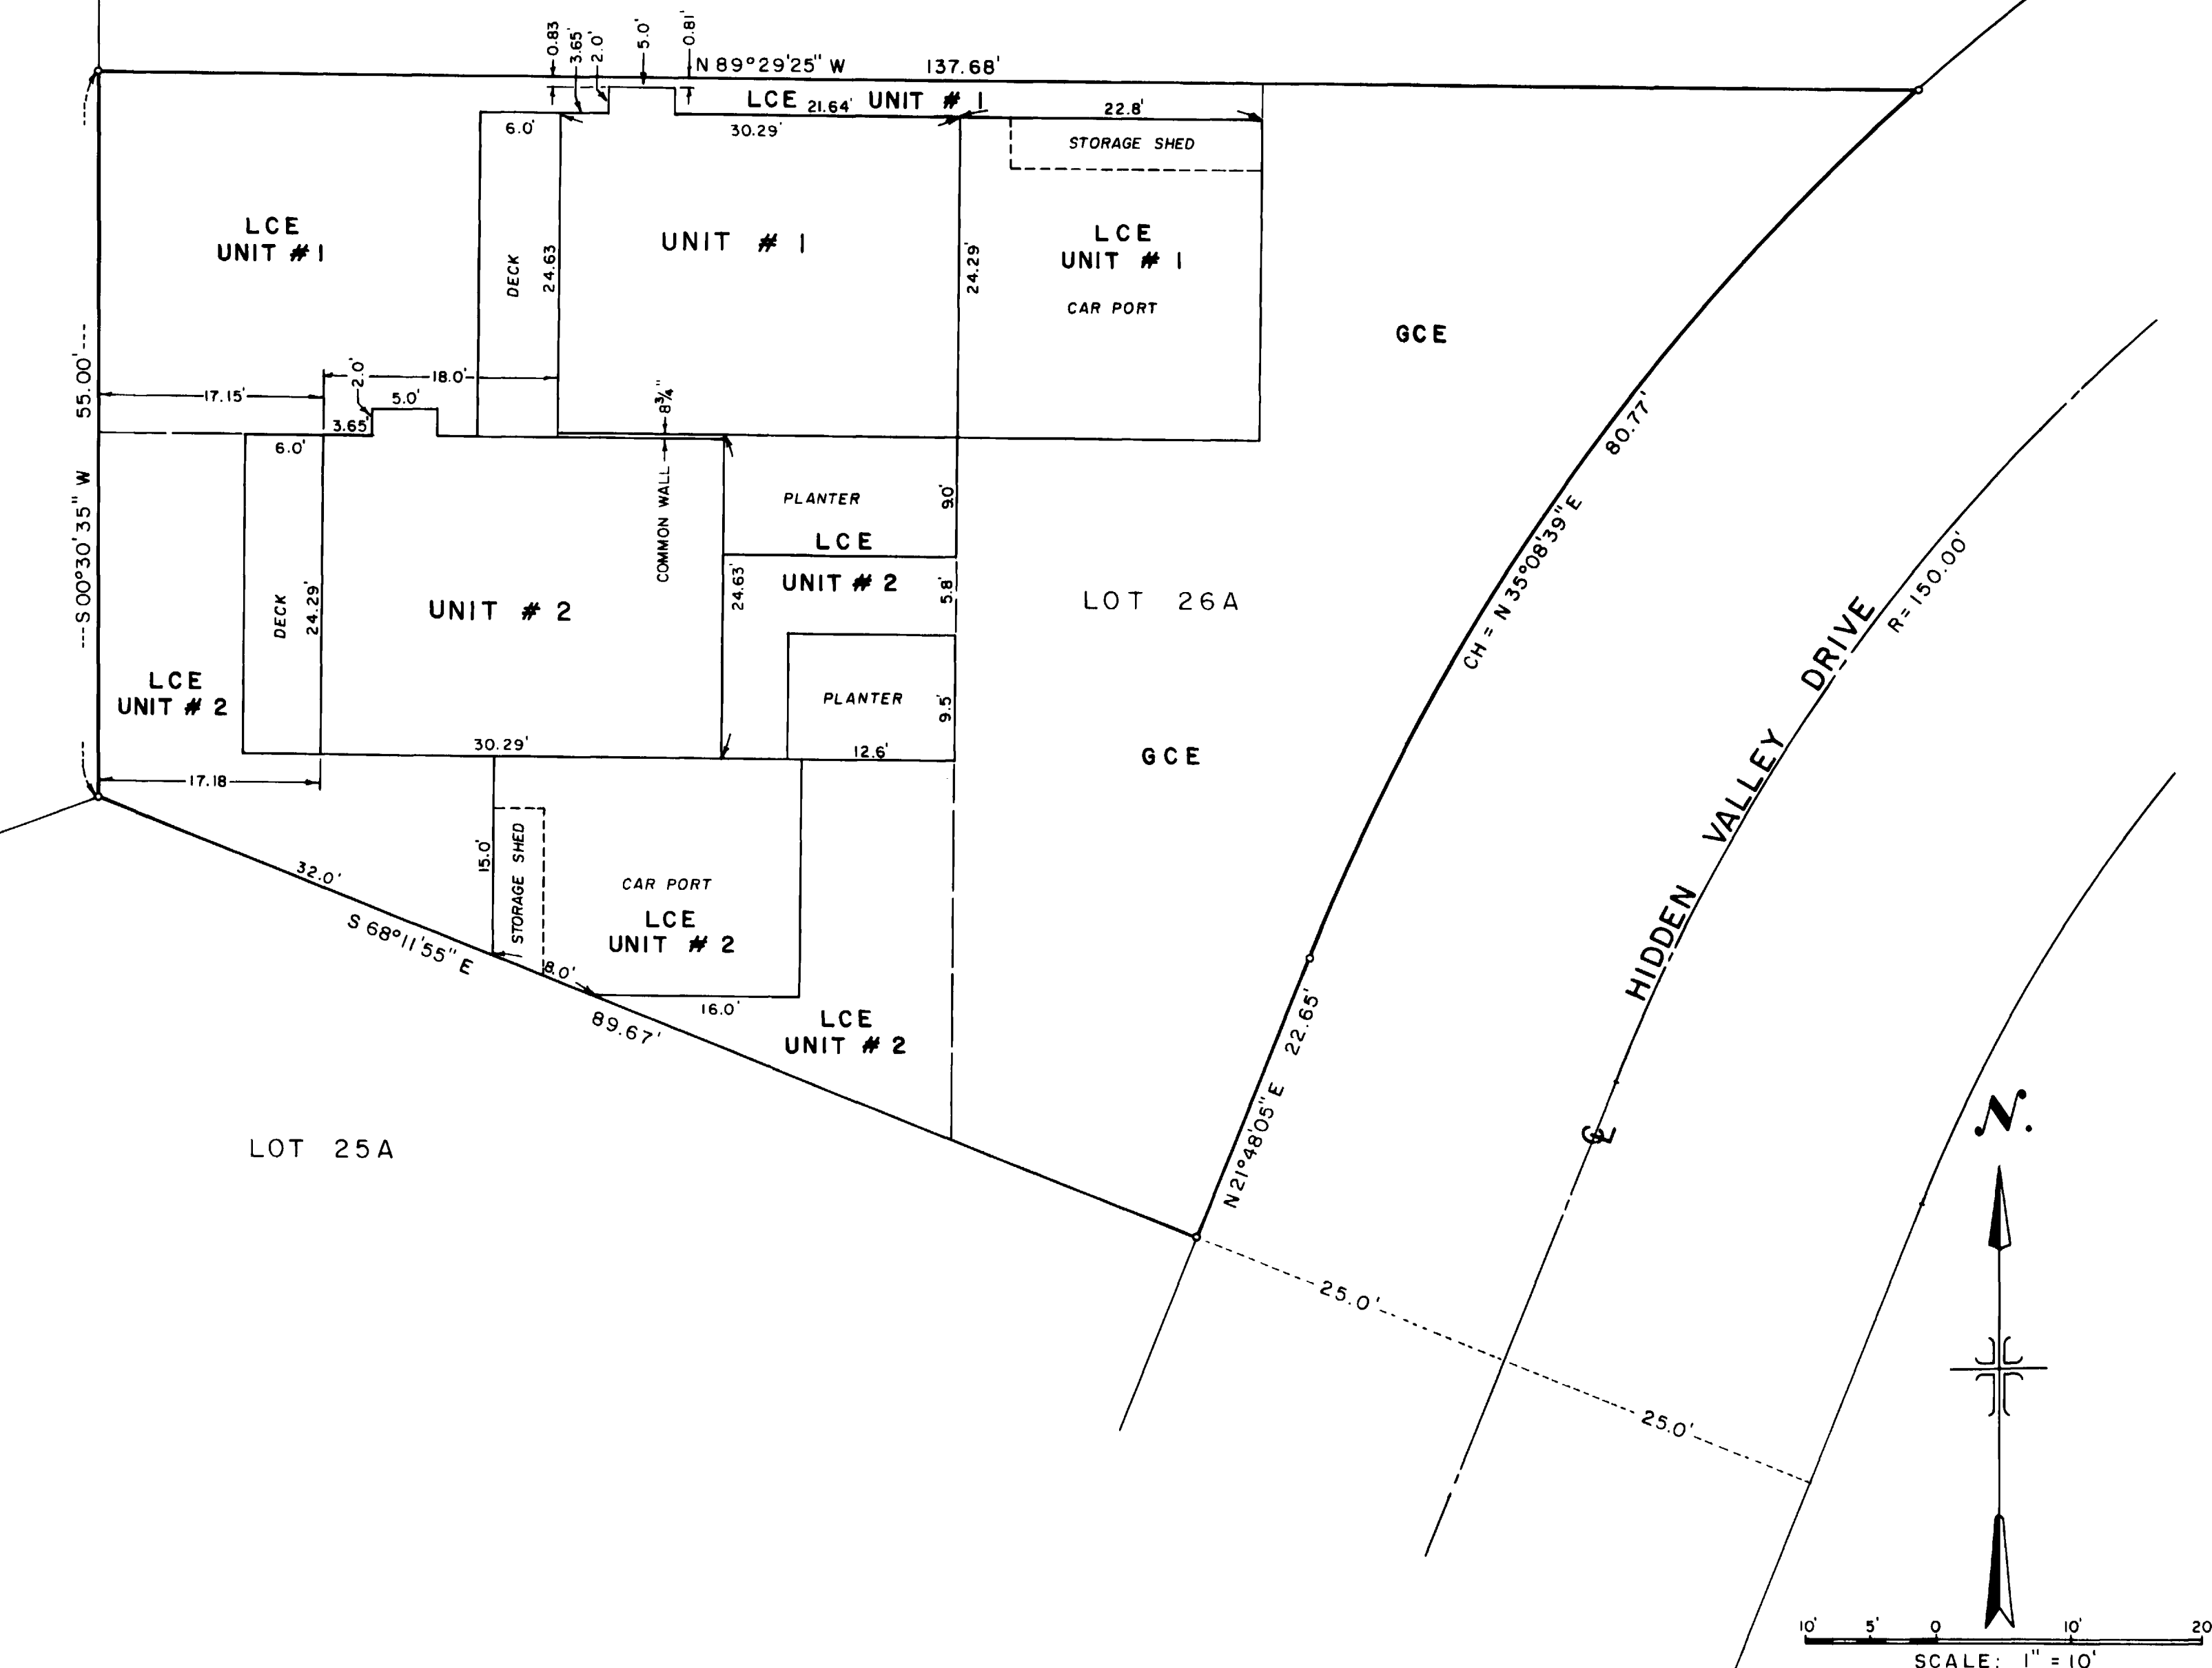 0.83
3.65'
2.0'
5.0'
0.81'
N 89°29'25" W 137.68'
LCE 21.64' UNIT # 1
22.8'
6.0'
30.29'
STORAGE SHED
LCE
UNIT # 1
DECK
24.63
UNIT # 1
24.29'
LCE
UNIT # 1
CAR PORT
GCE
55.00'
S 00°30'35" W
17.15'
2.0'
18.0'
5.0'
3.65'
8 3/4"
COMMON WALL
6.0'
DECK
24.29'
UNIT # 2
PLANTER
9.0'
LCE
UNIT # 2
24.63'
5.8'
LOT 26A
PLANTER
9.5'
12.6'
GCE
LCE
UNIT # 2
30.29'
17.18
80.77'
CH = N 35°08'39" E
R = 150.00'
HIDDEN VALLEY DRIVE
32.0'
S 68°11'55" E
89.67'
15.0'
STORAGE SHED
CAR PORT
LCE
UNIT # 2
8.0'
16.0'
LCE
UNIT # 2
N 21°48'05" E 22.65'
LOT 25A
CL
25.0'
25.0'
N.
10' 5' 0 10' 20
SCALE: 1" = 10'